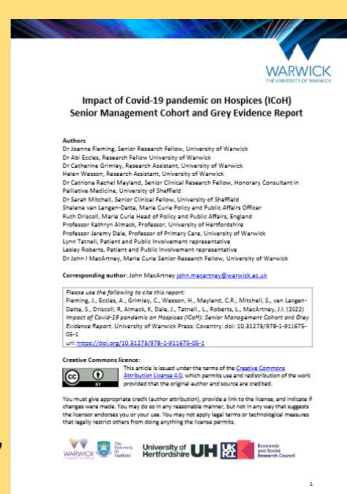 WARWICK
THE UNIVERSITY OF WARWICK
Impact of Covid-19 pandemic on Hospices (ICoH)
Senior Management Cohort and Grey Evidence Report
Authors
Dr Joanna Fleming, Senior Research Fellow, University of Warwick
Dr Abi Eccles, Research Fellow University of Warwick
Dr Catherine Grimley, Research Assistant, University of Warwick
Helen Wesson, Research Assistant, University of Warwick
Dr Catriona Rachel Mayland, Senior Clinical Research Fellow, Honorary Consultant in
Palliative Medicine, University of Sheffield
Dr Sarah Mitchell, Senior Clinical Fellow, University of Sheffield
Shalene van Langen-Datta, Marie Curie Policy and Public Affairs Officer
Ruth Driscoll, Marie Curie Head of Policy and Public Affairs, England
Professor Kathryn Almack, Professor, University of Hertfordshire
Professor Jeremy Dale, Professor of Primary Care, University of Warwick
Lynn Tatnell, Patient and Public Involvement representative
Lesley Roberts, Patient and Public Involvement representative
Dr John I MacArtney, Marie Curie Senior Research Fellow, University of Warwick
Corresponding author: John MacArtney john.macartney@warwick.ac.uk
Please use the following to cite this report:
Fleming, J., Eccles, A., Grimley, C., Wesson, H., Mayland, C.R., Mitchell, S., van Langen-
Datta, S., Driscoll, R, Almack, K, Dale, J., Tatnell, L., Roberts, L., MacArtney, J.I. (2022)
Impact of Covid-19 pandemic on Hospices (ICoH): Senior Management Cohort and Grey
Evidence Report. University of Warwick Press: Coventry. doi: 10.31273/978-1-911675-
05-1
url: https://doi.org/10.31273/978-1-911675-05-1
Creative Commons licence:
cc BY
This article is issued under the terms of the Creative Commons
Attribution License 4.0, which permits use and redistribution of the work
provided that the original author and source are credited.
You must give appropriate credit (author attribution), provide a link to the license, and indicate if
changes were made. You may do so in any reasonable manner, but not in any way that suggests
the licensor endorses you or your use. You may not apply legal terms or technological measures
that legally restrict others from doing anything the license permits.
WARWICK
The University Of Sheffield.
University of Hertfordshire UH
UK RI
Economic and Social Research Council
1